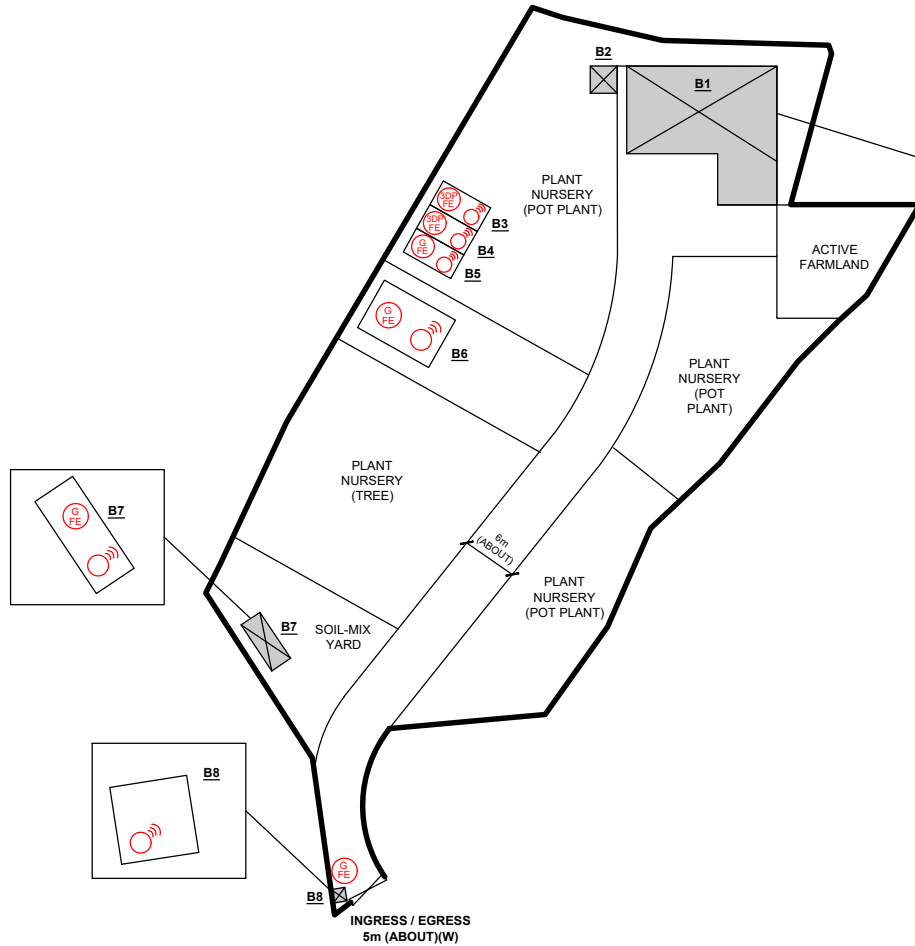 B2
B1
PLANT
NURSERY
(POT PLANT)
3DP
FE
B3
3DP
FE
B4
G
FE
B5
ACTIVE
FARMLAND
G
FE
B6
PLANT
NURSERY
(POT
PLANT)
PLANT
NURSERY
(TREE)
B7
G
FE
6m
(ABOUT)
PLANT
NURSERY
(POT PLANT)
B7
SOIL-MIX
YARD
B8
G
FE
B8
INGRESS / EGRESS
5m (ABOUT)(W)